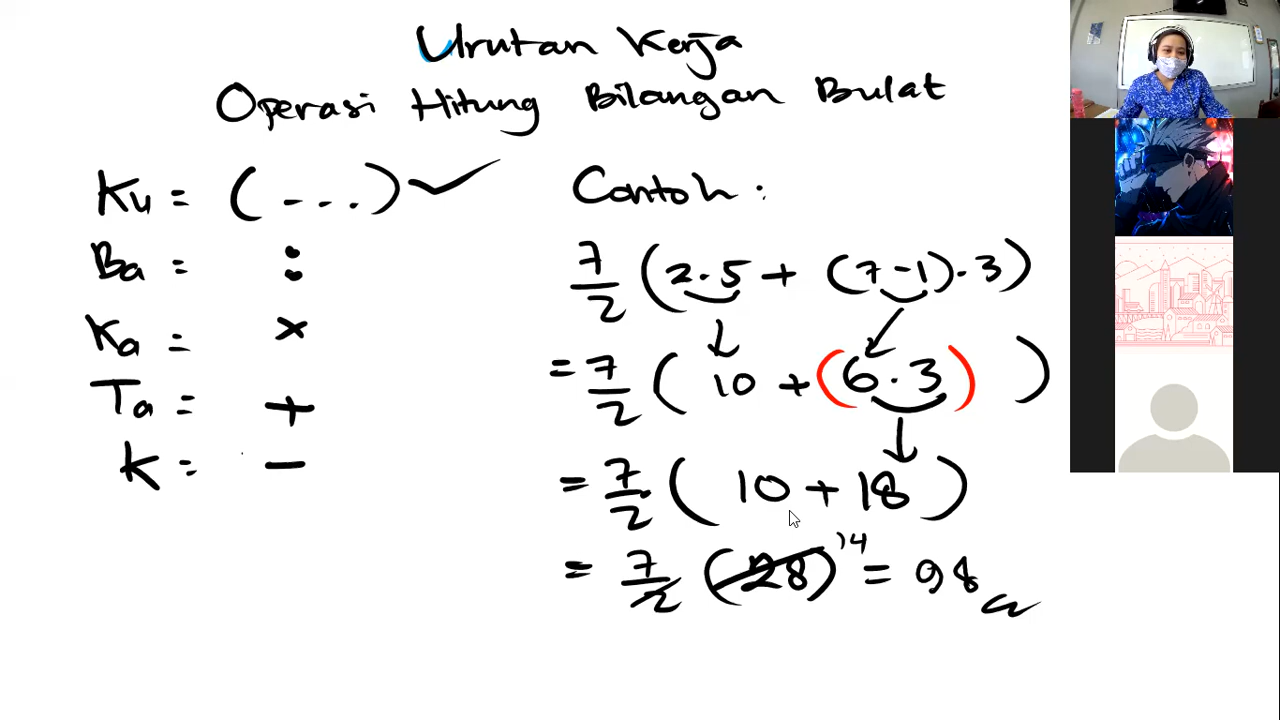 Urutan Kerja
Operasi Hitung Bilangan Bulat
Ku = (...) ✓
Ba = :
Ka = ×
Ta = +
k = -
Contoh :
7/2 (2·5 + (7-1)·3)
= 7/2 ( 10 + (6·3) )
= 7/2 ( 10 + 18 )
= 7/2 (28) 14 = 98